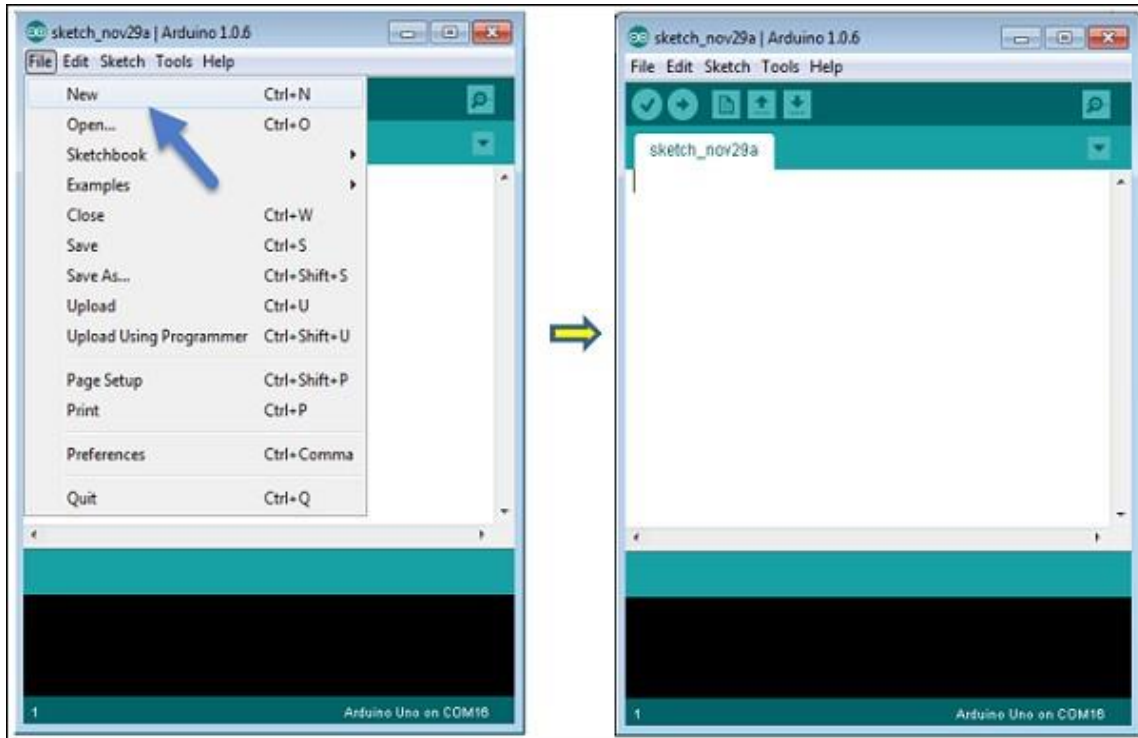 sketch_nov29a | Arduino 1.0.6
File Edit Sketch Tools Help
New Ctrl+N
Open... Ctrl+O
Sketchbook
Examples
Close Ctrl+W
Save Ctrl+S
Save As... Ctrl+Shift+S
Upload Ctrl+U
Upload Using Programmer Ctrl+Shift+U
Page Setup Ctrl+Shift+P
Print Ctrl+P
Preferences Ctrl+Comma
Quit Ctrl+Q
1 Arduino Uno on COM16
sketch_nov29a | Arduino 1.0.6
File Edit Sketch Tools Help
sketch_nov29a
1 Arduino Uno on COM16